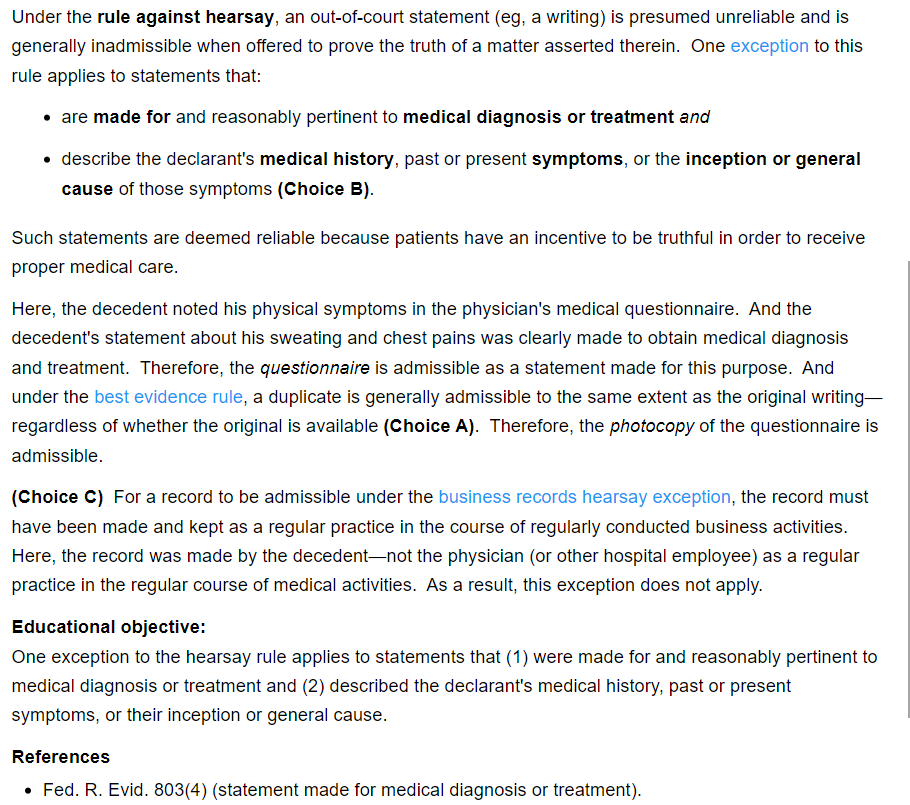 Under the rule against hearsay, an out-of-court statement (eg, a writing) is presumed unreliable and is
generally inadmissible when offered to prove the truth of a matter asserted therein.  One exception to this
rule applies to statements that:
• are made for and reasonably pertinent to medical diagnosis or treatment and
• describe the declarant's medical history, past or present symptoms, or the inception or general
cause of those symptoms (Choice B).
Such statements are deemed reliable because patients have an incentive to be truthful in order to receive
proper medical care.
Here, the decedent noted his physical symptoms in the physician's medical questionnaire.  And the
decedent's statement about his sweating and chest pains was clearly made to obtain medical diagnosis
and treatment.  Therefore, the questionnaire is admissible as a statement made for this purpose.  And
under the best evidence rule, a duplicate is generally admissible to the same extent as the original writing—
regardless of whether the original is available (Choice A).  Therefore, the photocopy of the questionnaire is
admissible.
(Choice C)  For a record to be admissible under the business records hearsay exception, the record must
have been made and kept as a regular practice in the course of regularly conducted business activities.
Here, the record was made by the decedent—not the physician (or other hospital employee) as a regular
practice in the regular course of medical activities.  As a result, this exception does not apply.
Educational objective:
One exception to the hearsay rule applies to statements that (1) were made for and reasonably pertinent to
medical diagnosis or treatment and (2) described the declarant's medical history, past or present
symptoms, or their inception or general cause.
References
• Fed. R. Evid. 803(4) (statement made for medical diagnosis or treatment).